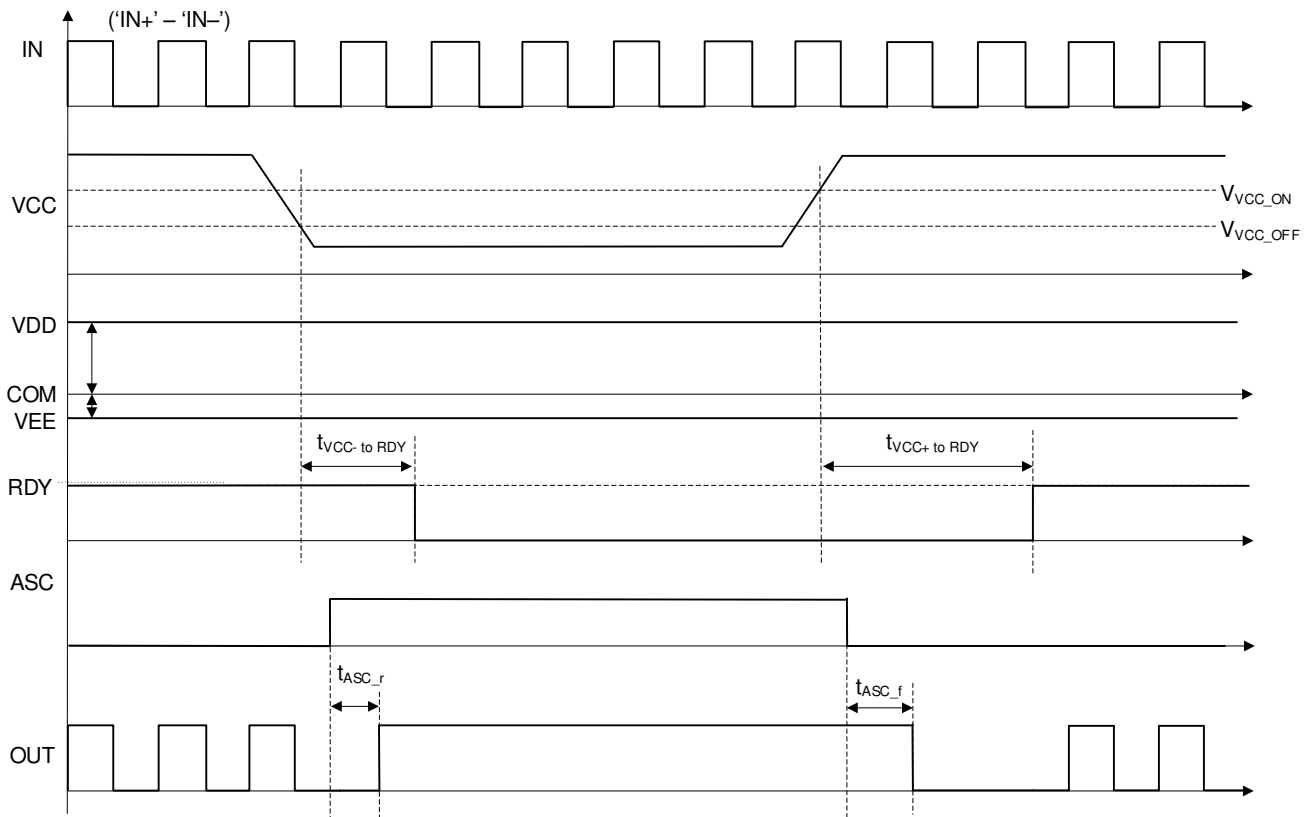 (‘IN+’ – ‘IN–’)
IN
VCC
VVCC_ON
VVCC_OFF
VDD
COM
VEE
tVCC- to RDY
tVCC+ to RDY
RDY
ASC
tASC_r
tASC_f
OUT